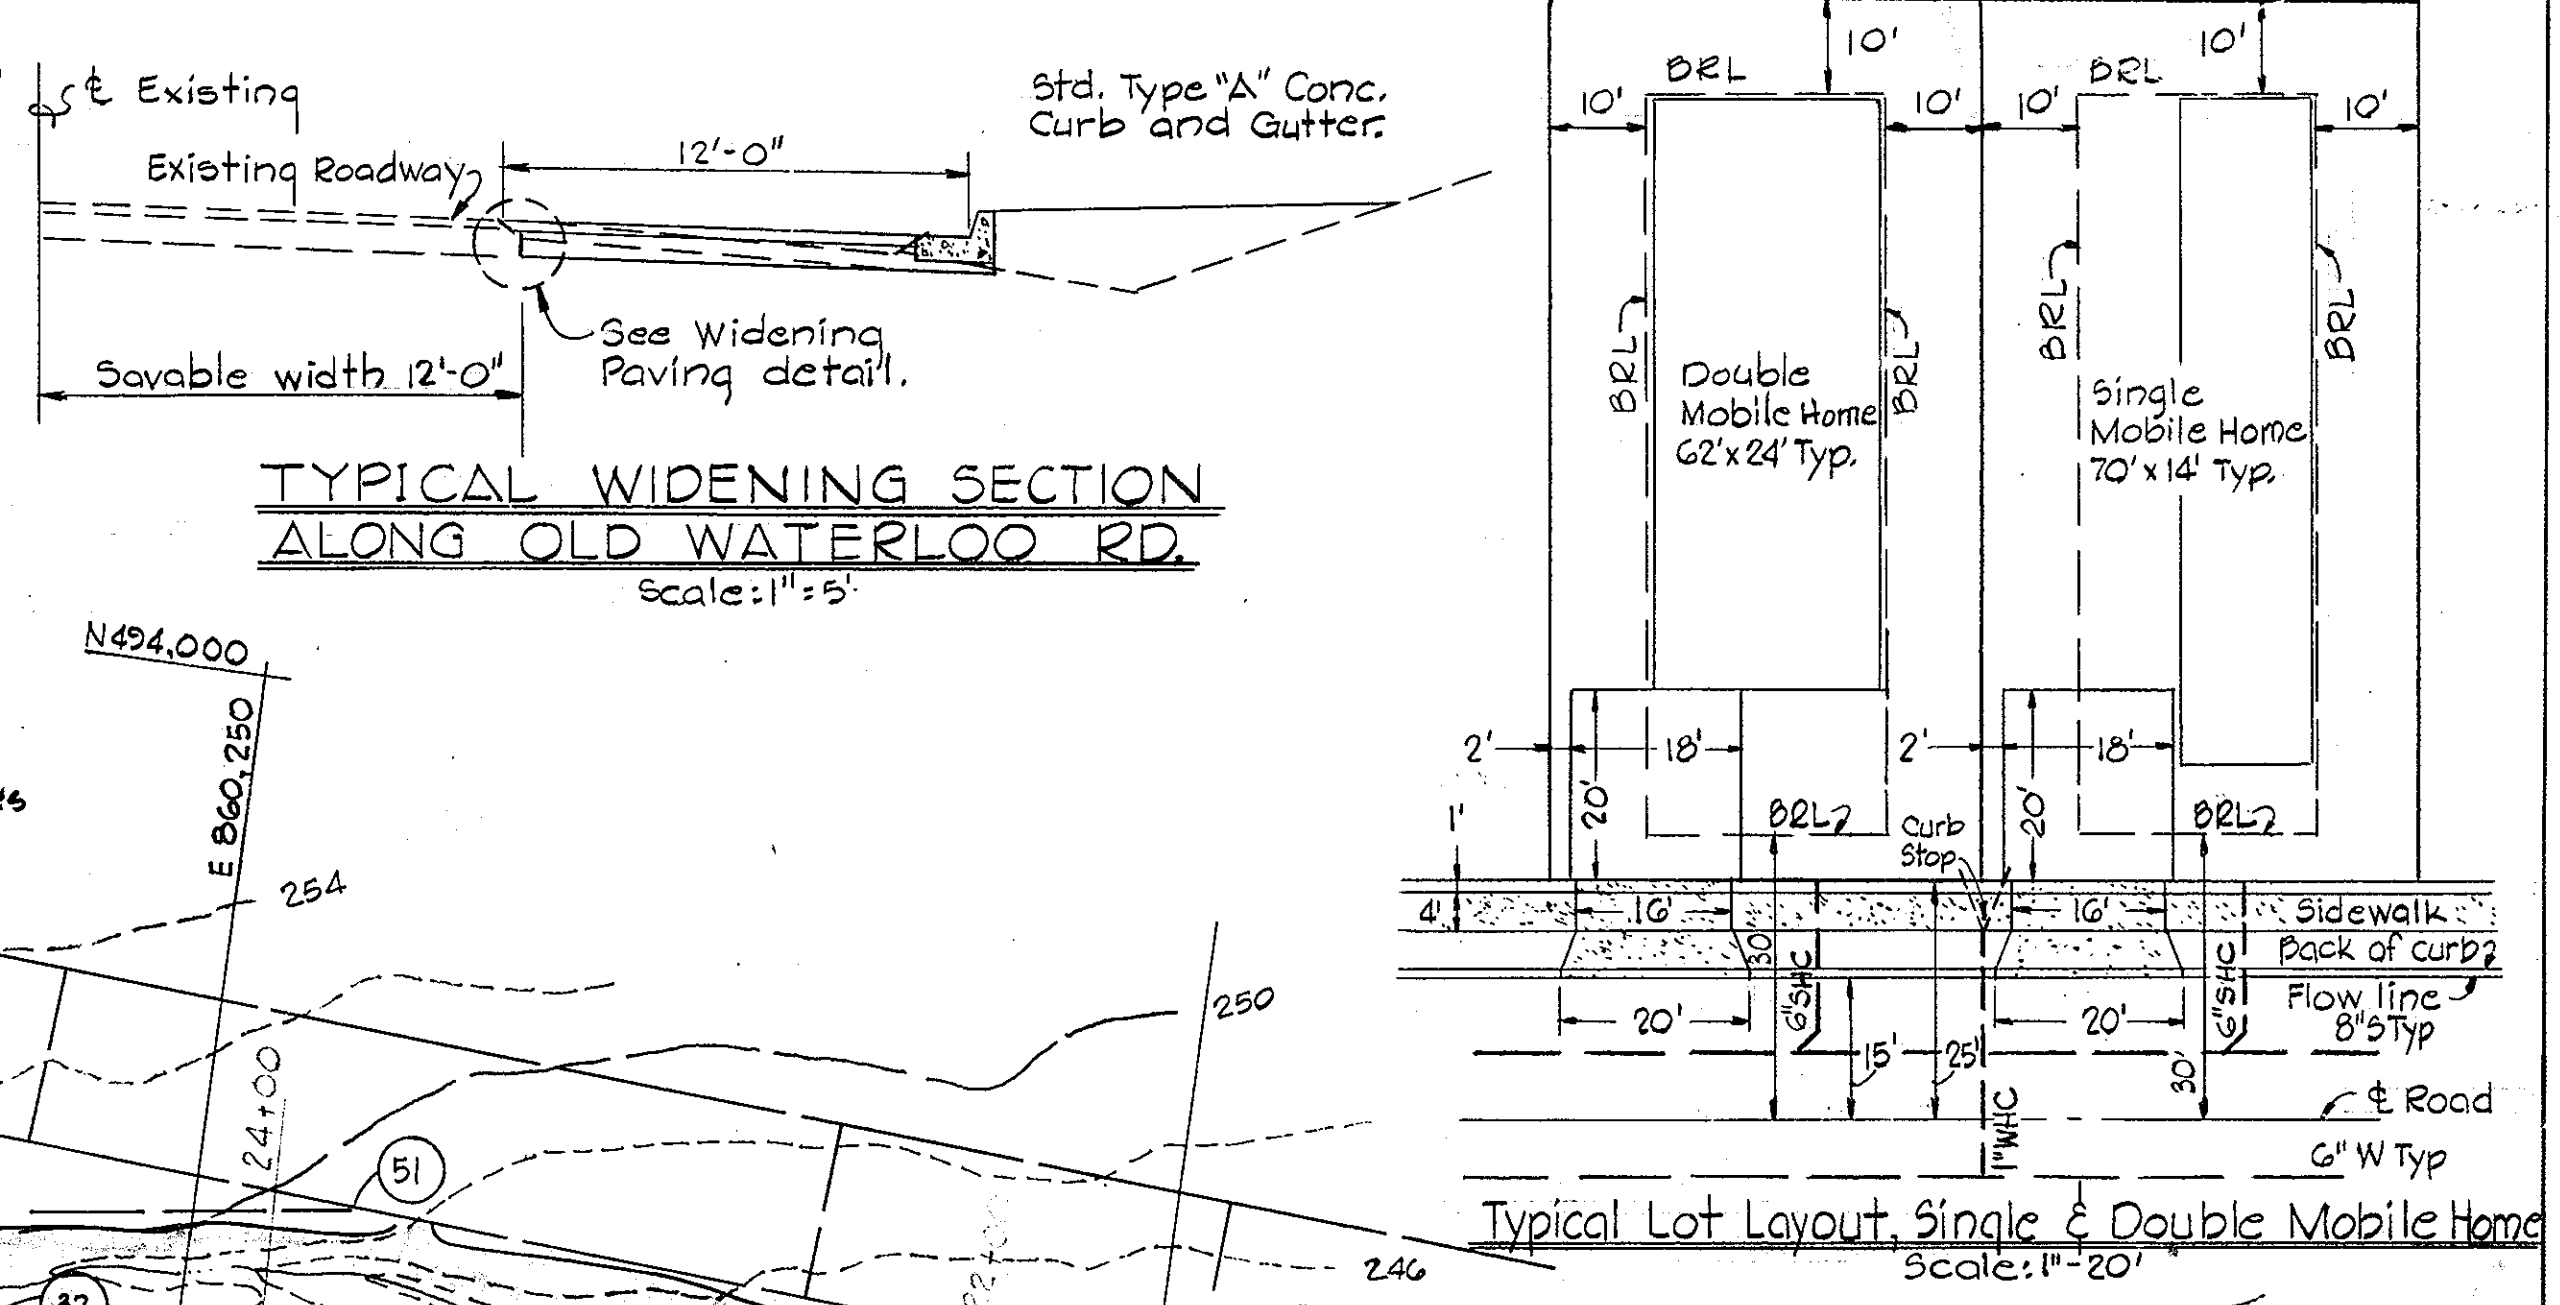 ℄ Existing
Existing Roadway
12'-0"
Std. Type "A" Conc.
Curb and Gutter.
See Widening
Paving detail.
Savable width 12'-0"
TYPICAL WIDENING SECTION
ALONG OLD WATERLOO RD.
Scale: 1" = 5'
N494,000
E 860,250
254
24+00
51
250
246
10'
10'
BRL
BRL
10'
10'
10'
10'
BRL
BRL
BRL
BRL
Double
Mobile Home
62' x 24' Typ.
Single
Mobile Home
70' x 14' Typ.
2'
18'
2'
18'
20'
20'
BRL
BRL
Curb
Stop
1'
4'
16'
16'
Sidewalk
Back of curb
Flow line
8"S Typ
30'
6"SHC
6"SHC
20'
20'
15'
25'
30'
1"WHC
℄ Road
6" W Typ
Typical Lot Layout, Single & Double Mobile Home
Scale: 1"-20'